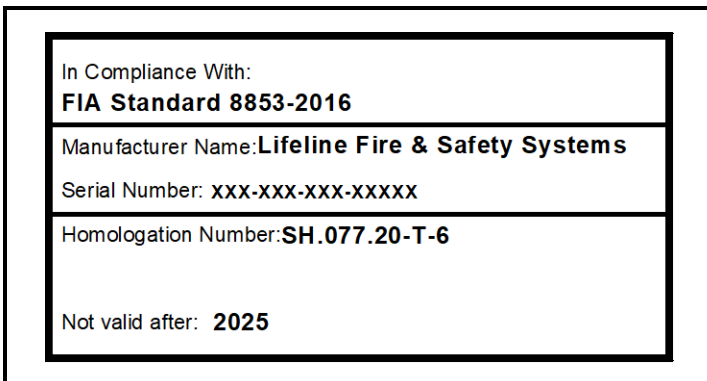 In Compliance With:
FIA Standard 8853-2016
Manufacturer Name:Lifeline Fire & Safety Systems
Serial Number: XXX-XXX-XXX-XXXXX
Homologation Number:SH.077.20-T-6
Not valid after: 2025